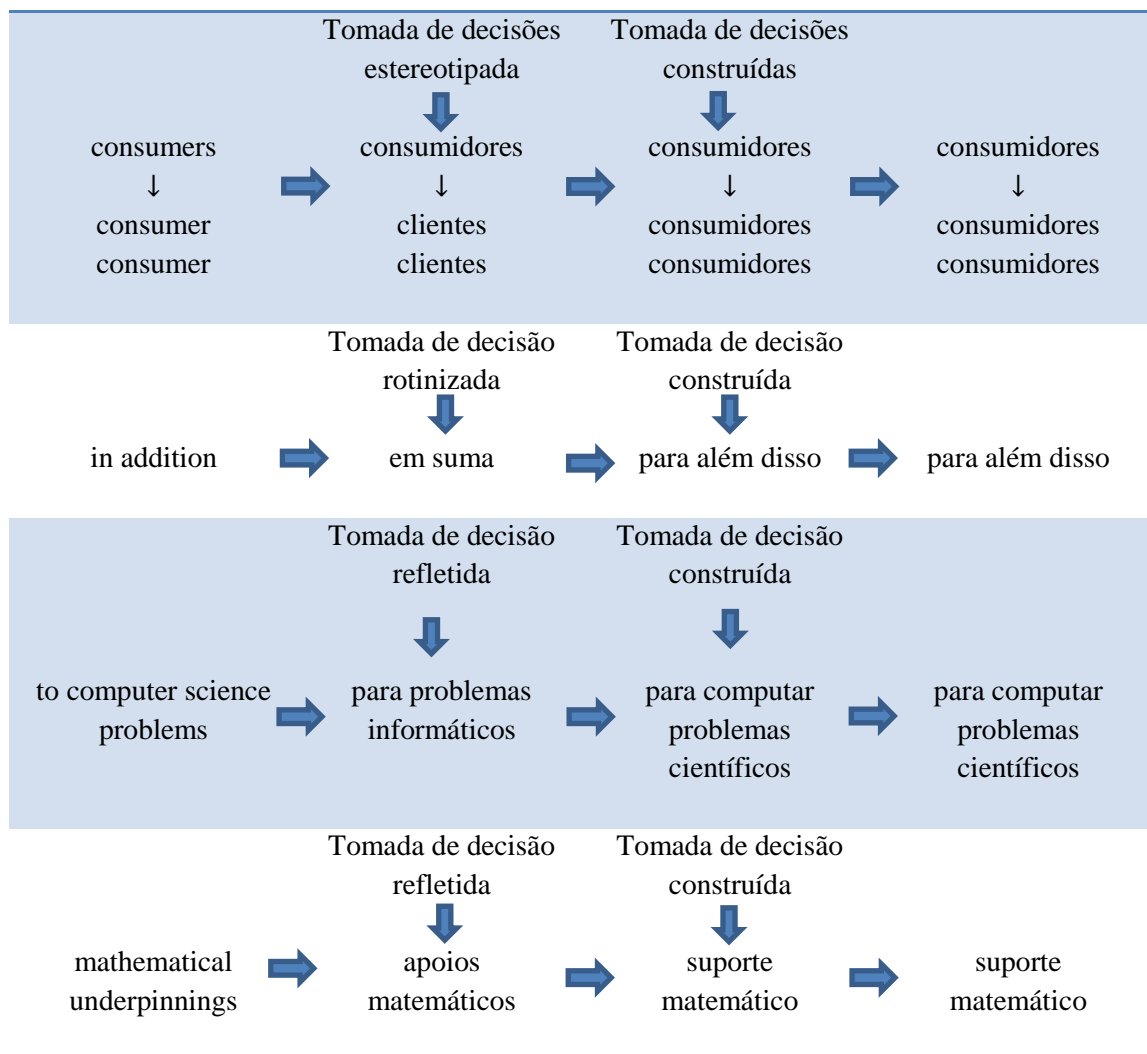 Tomada de decisões Tomada de decisões
estereotipada construídas
consumers consumidores consumidores consumidores
↓ ↓ ↓ ↓
consumer clientes consumidores consumidores
consumer clientes consumidores consumidores
Tomada de decisão Tomada de decisão
rotinizada construída
in addition em suma para além disso para além disso
Tomada de decisão Tomada de decisão
refletida construída
to computer science para problemas para computar para computar
problems informáticos problemas problemas
científicos científicos
Tomada de decisão Tomada de decisão
refletida construída
mathematical apoios suporte suporte
underpinnings matemáticos matemático matemático